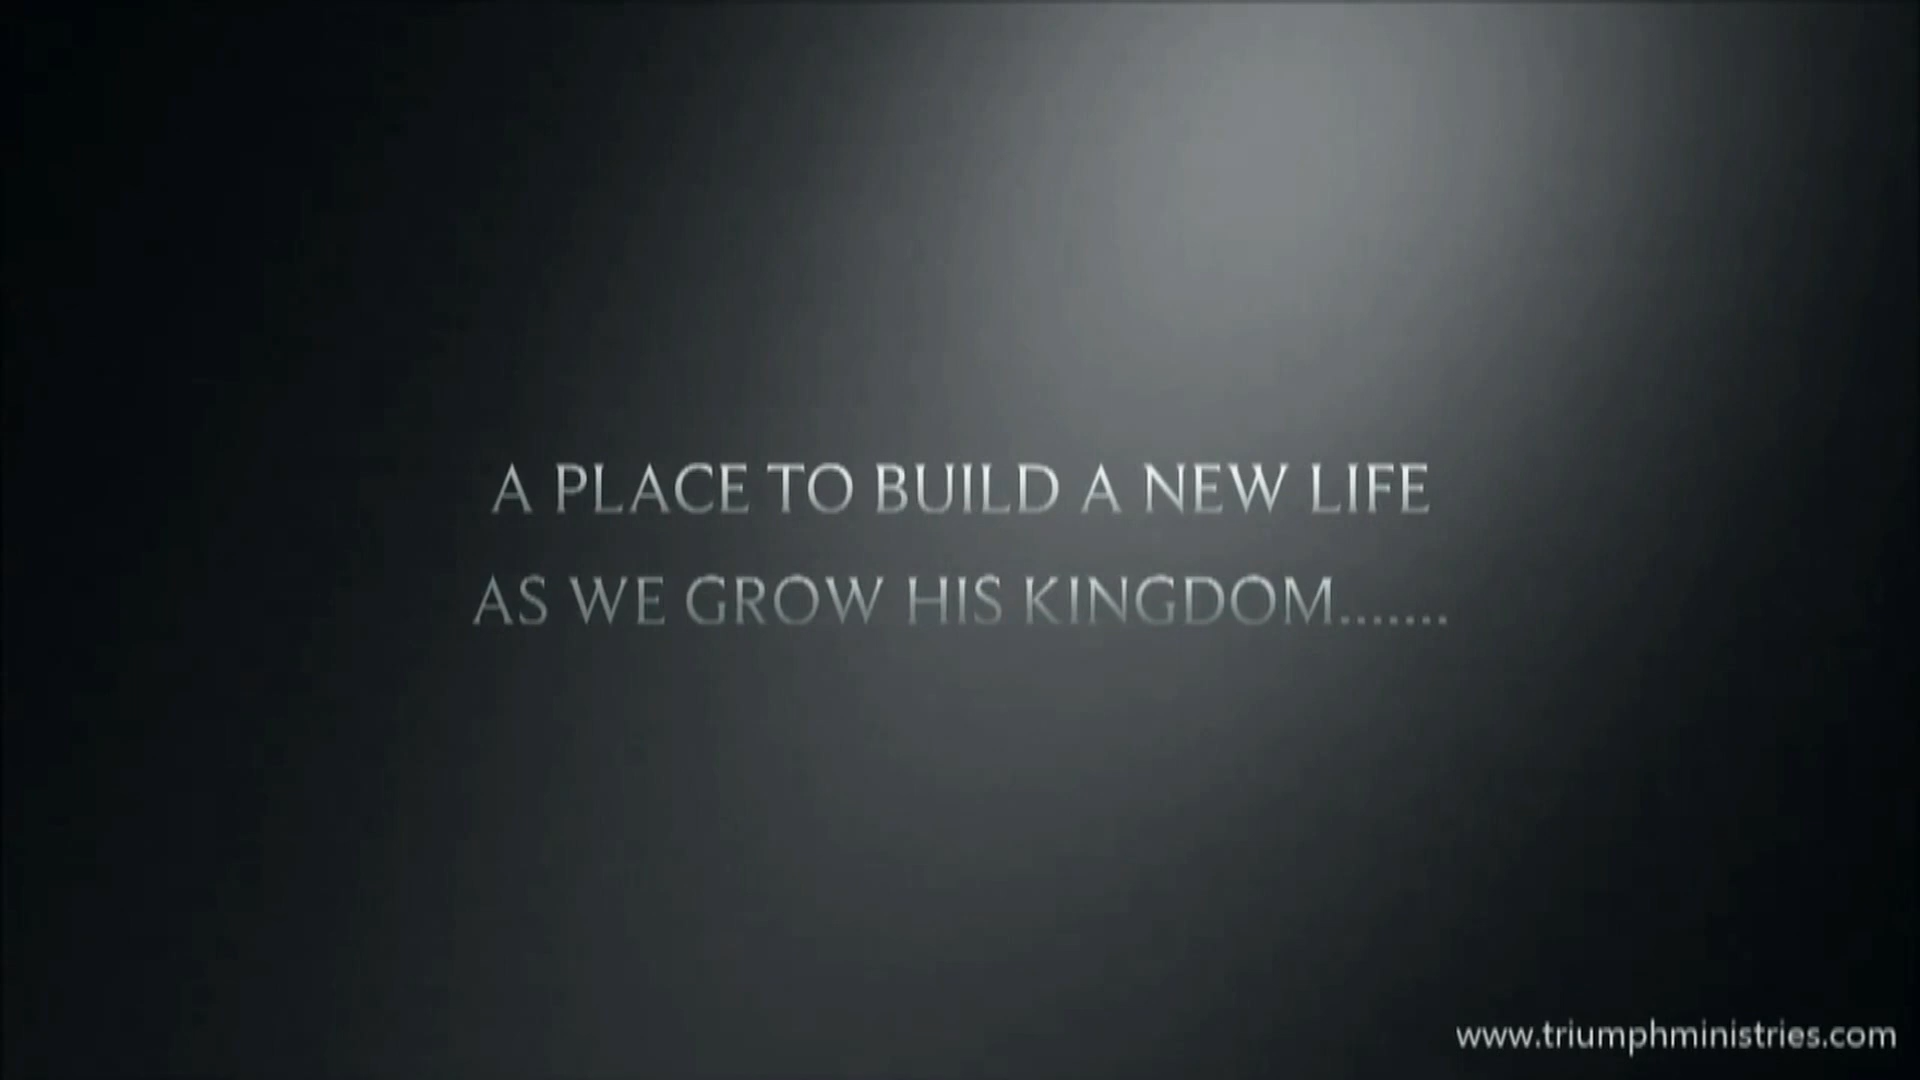 A PLACE TO BUILD A NEW LIFE
AS WE GROW HIS KINGDOM.......
www.triumphministries.com